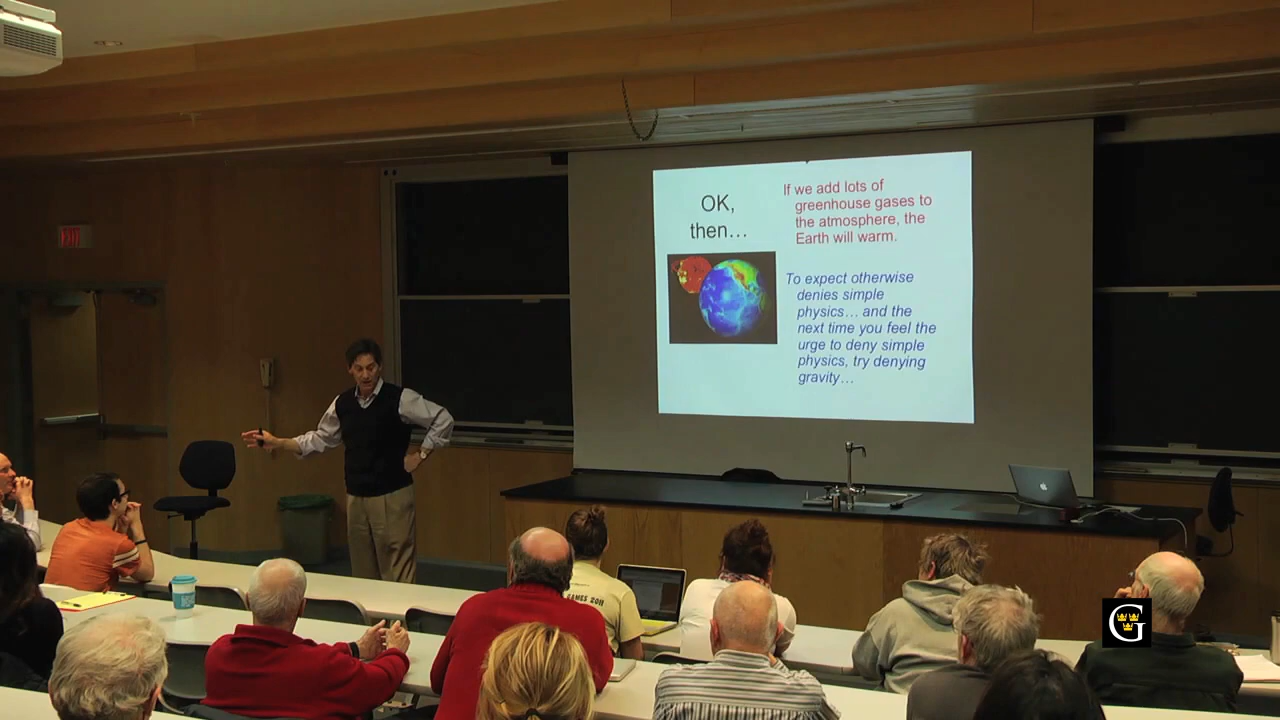 EXIT
OK,
then…
If we add lots of
greenhouse gases to
the atmosphere, the
Earth will warm.
To expect otherwise
denies simple
physics… and the
next time you feel the
urge to deny simple
physics, try denying
gravity…
GAMES 2011
G